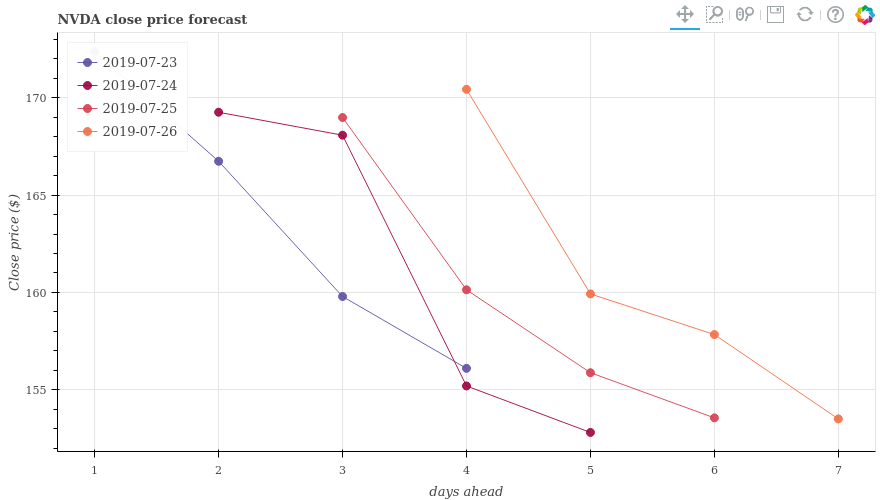 NVDA close price forecast
2019-07-23
2019-07-24
2019-07-25
2019-07-26
170
165
160
155
Close price ($)
1 2 3 4 5 6 7
days ahead